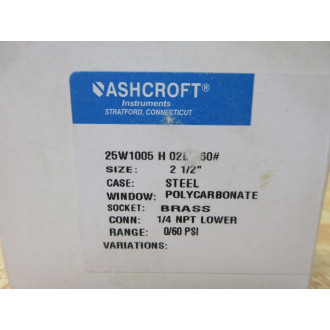 ASHCROFT®
Instruments
STRATFORD, CONNECTICUT
25W1005 H 02L 60#
SIZE: 2 1/2"
CASE: STEEL
WINDOW: POLYCARBONATE
SOCKET: BRASS
CONN: 1/4 NPT LOWER
RANGE: 0/60 PSI
VARIATIONS: